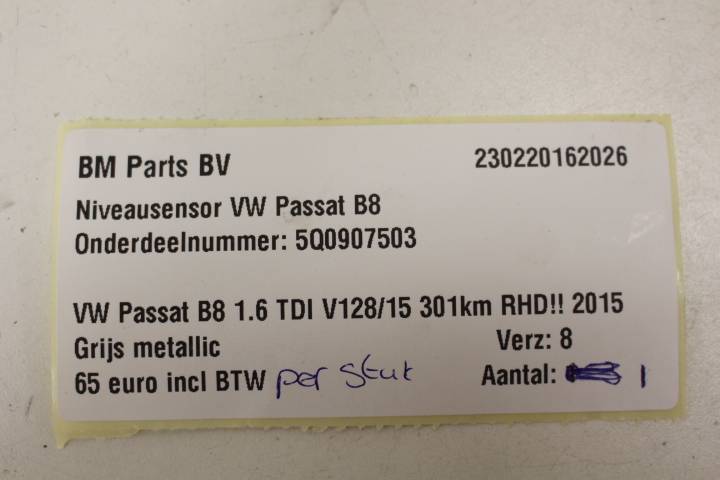 BM Parts BV 230220162026
Niveausensor VW Passat B8
Onderdeelnummer: 5Q0907503
VW Passat B8 1.6 TDI V128/15 301km RHD!! 2015
Grijs metallic Verz: 8
65 euro incl BTW per stuk Aantal: 1